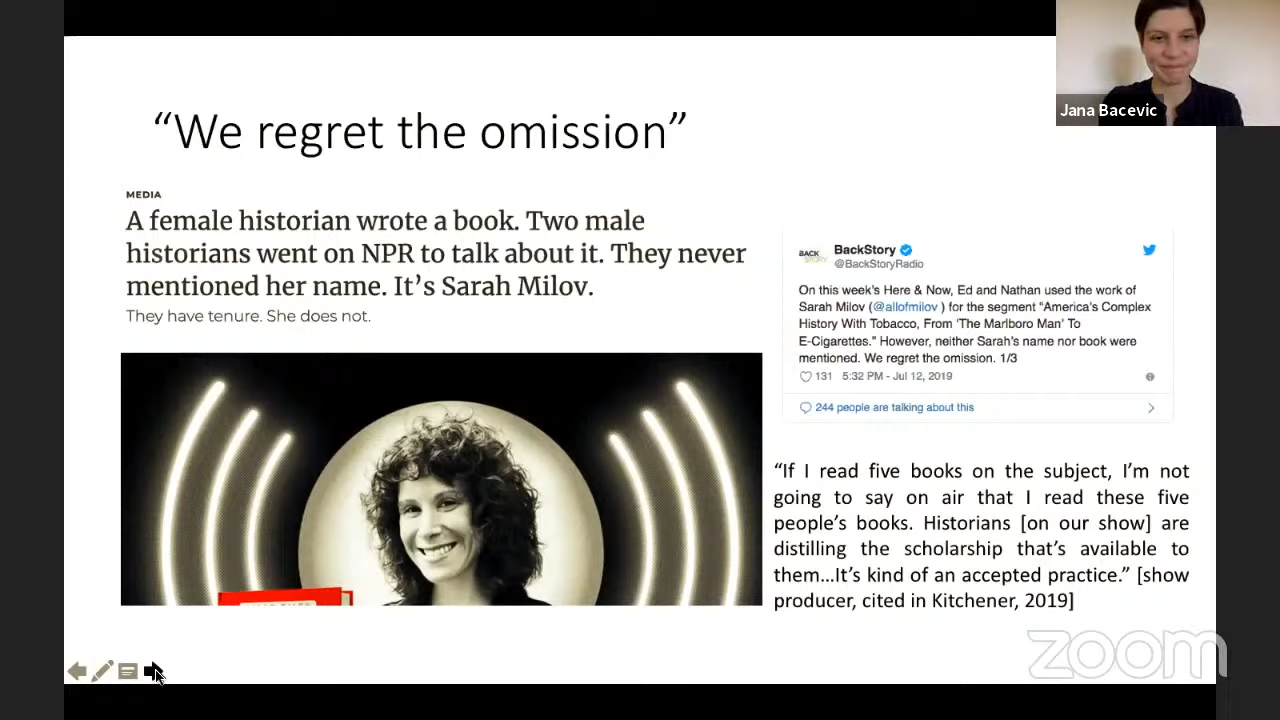 “We regret the omission”
MEDIA
A female historian wrote a book. Two male
historians went on NPR to talk about it. They never
mentioned her name. It’s Sarah Milov.
They have tenure. She does not.
BACK
STORY
BackStory
@BackStoryRadio
On this week's Here & Now, Ed and Nathan used the work of
Sarah Milov (@allofmilov ) for the segment "America's Complex
History With Tobacco, From 'The Marlboro Man' To
E-Cigarettes." However, neither Sarah's name nor book were
mentioned. We regret the omission. 1/3
131 5:32 PM - Jul 12, 2019
244 people are talking about this
“If I read five books on the subject, I’m not
going to say on air that I read these five
people’s books. Historians [on our show] are
distilling the scholarship that’s available to
them…It’s kind of an accepted practice.” [show
producer, cited in Kitchener, 2019]
Jana Bacevic
zoom